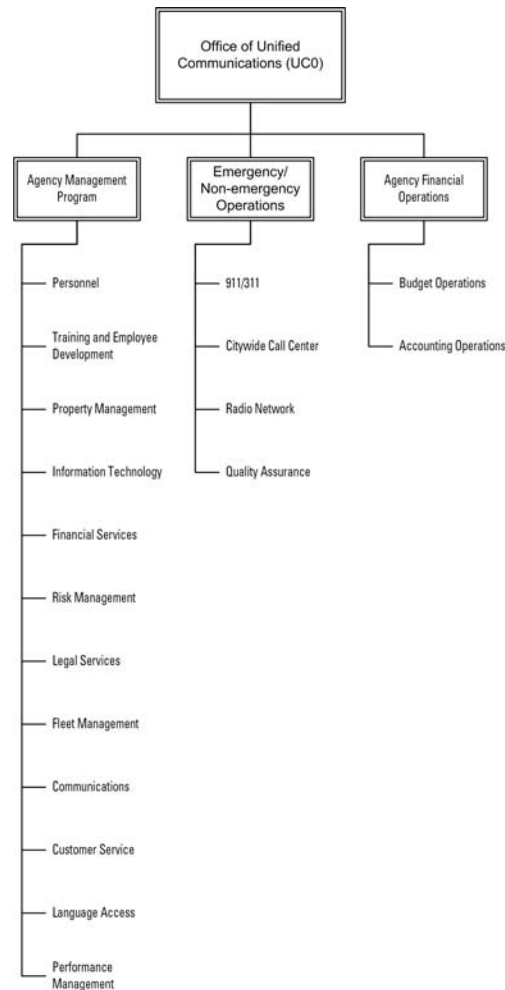 Office of Unified
Communications (UC0)
Agency Management
Program
Emergency/
Non-emergency
Operations
Agency Financial
Operations
Personnel
Training and Employee
Development
Property Management
Information Technology
Financial Services
Risk Management
Legal Services
Fleet Management
Communications
Customer Service
Language Access
Performance
Management
911/311
Citywide Call Center
Radio Network
Quality Assurance
Budget Operations
Accounting Operations